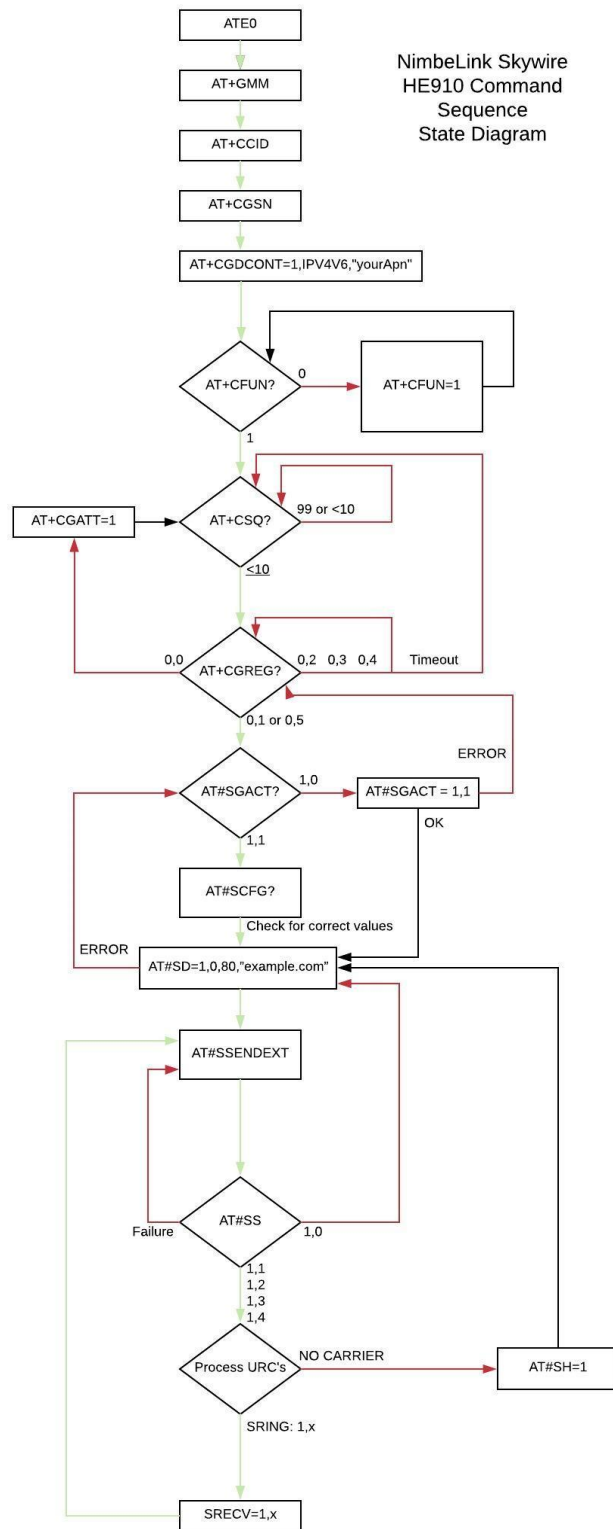 ATE0
NimbeLink Skywire
HE910 Command
Sequence
State Diagram
AT+GMM
AT+CCID
AT+CGSN
AT+CGDCONT=1,IPV4V6,"yourApn"
AT+CFUN?
0
AT+CFUN=1
1
AT+CGATT=1
AT+CSQ?
99 or <10
<10
0,0
AT+CGREG?
0,2 0,3 0,4
Timeout
0,1 or 0,5
ERROR
AT#SGACT?
1,0
AT#SGACT = 1,1
OK
1,1
AT#SCFG?
Check for correct values
ERROR
AT#SD=1,0,80,"example.com"
AT#SSENDEXT
AT#SS
Failure
1,0
1,1
1,2
1,3
1,4
Process URC's
NO CARRIER
AT#SH=1
SRING: 1,x
SRECV=1,x